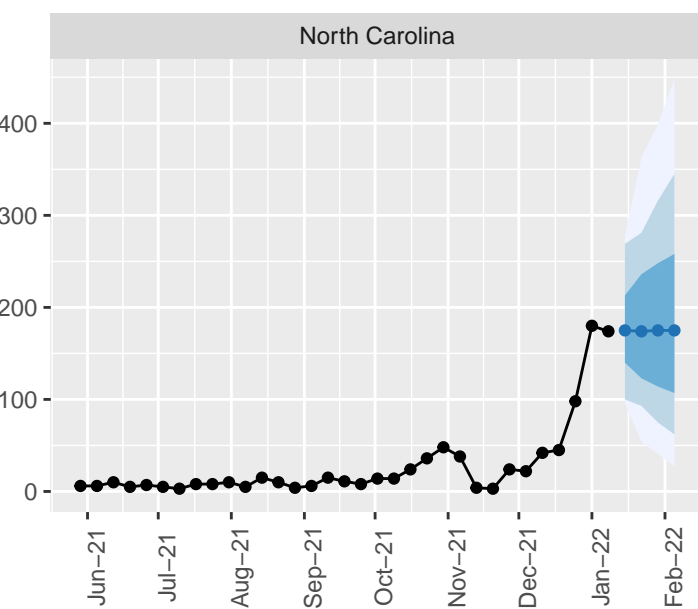 North Carolina
400
300
200
100
0
Jun−21
Jul−21
Aug−21
Sep−21
Oct−21
Nov−21
Dec−21
Jan−22
Feb−22